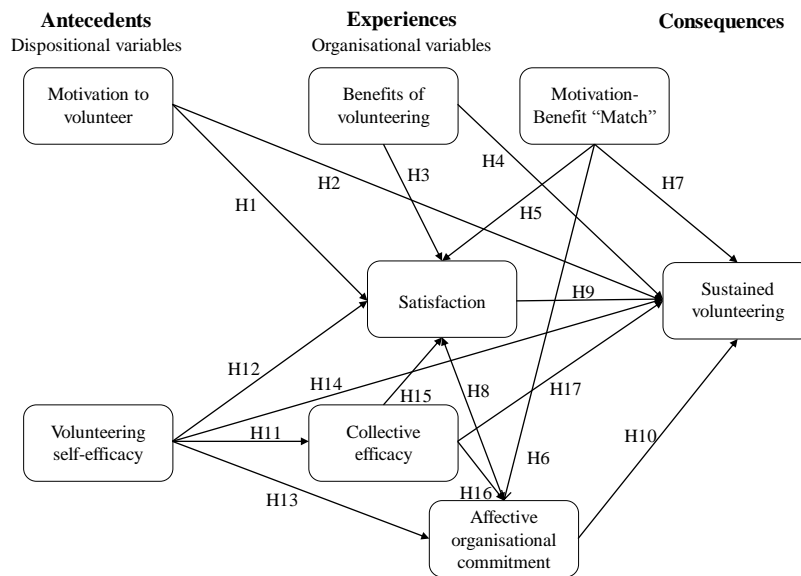 Antecedents
Dispositional variables
Experiences
Organisational variables
Consequences
Motivation to
volunteer
Benefits of
volunteering
Motivation-
Benefit “Match”
H1
H2
H3
H4
H5
H7
Satisfaction
H9
Sustained
volunteering
H12
H14
H15
H8
H17
Volunteering
self-efficacy
H11
Collective
efficacy
H10
H13
H16
H6
Affective
organisational
commitment